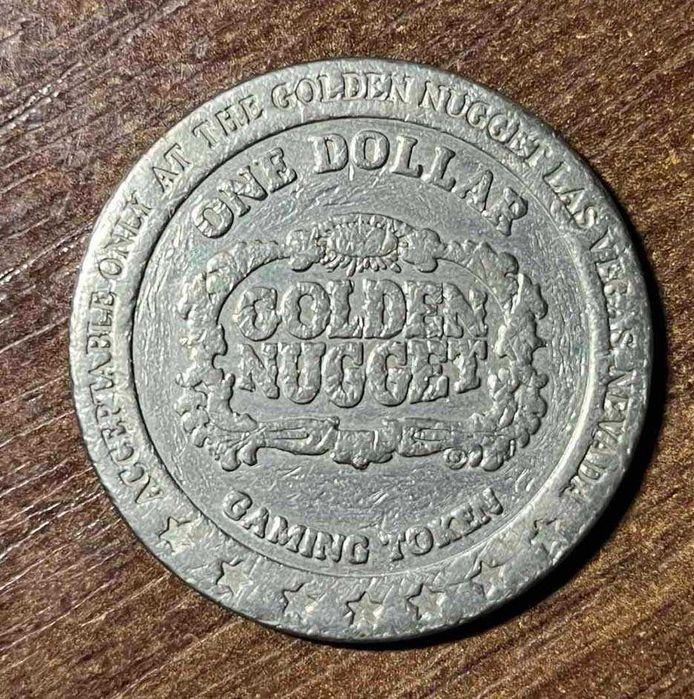 ACCEPTABLE ONLY AT THE GOLDEN NUGGET LAS VEGAS, NEVADA
ONE DOLLAR
GOLDEN
NUGGET
GAMING TOKEN